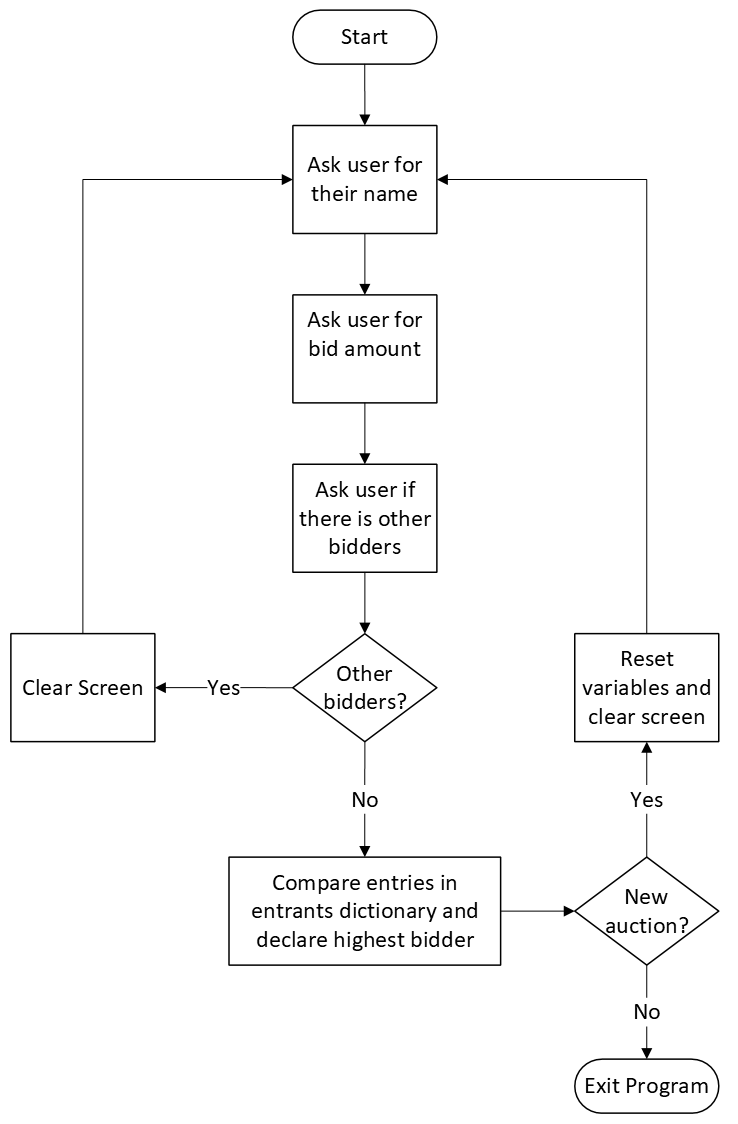 Start
Ask user for
their name
Ask user for
bid amount
Ask user if
there is other
bidders
Other
bidders?
Yes
Clear Screen
No
Compare entries in
entrants dictionary and
declare highest bidder
New
auction?
Yes
Reset
variables and
clear screen
No
Exit Program